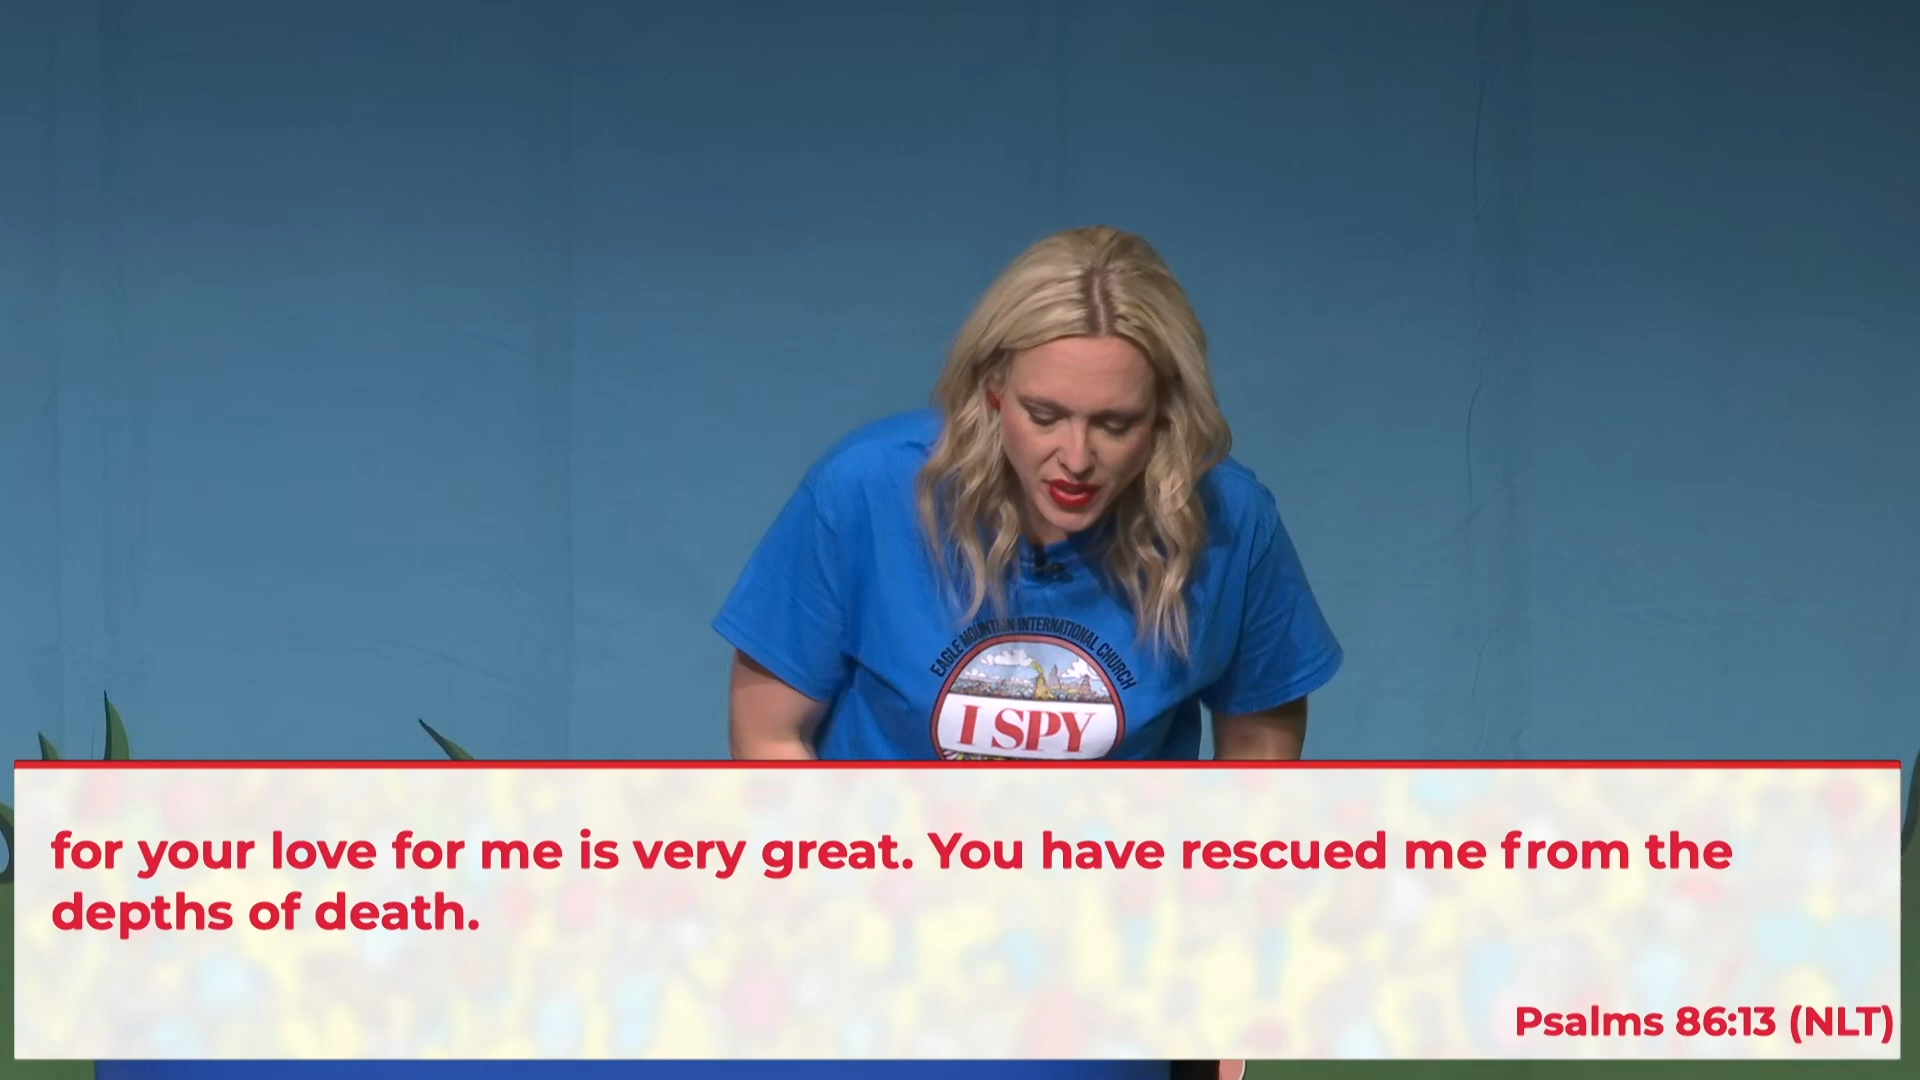 EAGLE MOUNTAIN INTERNATIONAL CHURCH
I SPY
for your love for me is very great. You have rescued me from the
depths of death.
Psalms 86:13 (NLT)